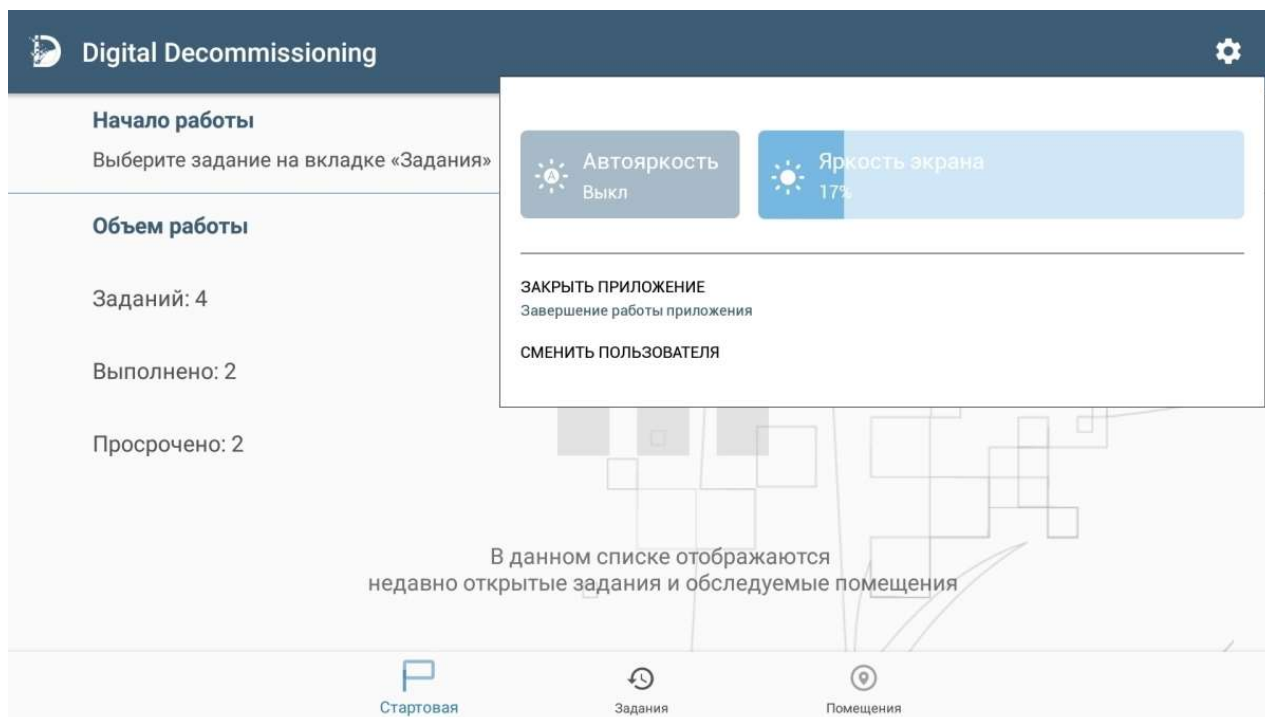 Digital Decommissioning
Начало работы
Выберите задание на вкладке «Задания»
Объем работы
Заданий: 4
Выполнено: 2
Просрочено: 2
Автояркость
Выкл
Яркость экрана
17%
ЗАКРЫТЬ ПРИЛОЖЕНИЕ
Завершение работы приложения
СМЕНИТЬ ПОЛЬЗОВАТЕЛЯ
В данном списке отображаются
недавно открытые задания и обследуемые помещения
Стартовая
Задания
Помещения